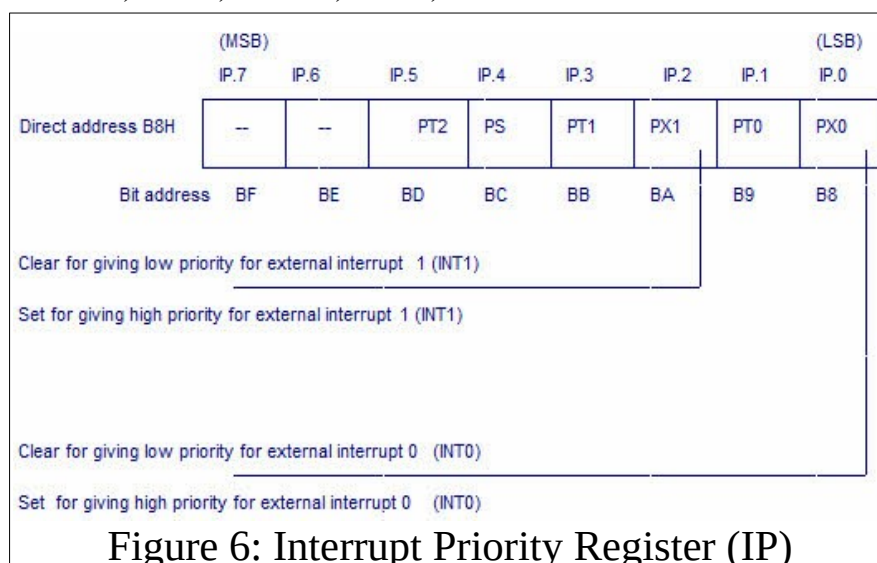 (MSB) (LSB)
IP.7 IP.6 IP.5 IP.4 IP.3 IP.2 IP.1 IP.0
Direct address B8H -- -- PT2 PS PT1 PX1 PT0 PX0
Bit address BF BE BD BC BB BA B9 B8
Clear for giving low priority for external interrupt 1 (INT1)
Set for giving high priority for external interrupt 1 (INT1)
Clear for giving low priority for external interrupt 0 (INT0)
Set for giving high priority for external interrupt 0 (INT0)
Figure 6: Interrupt Priority Register (IP)